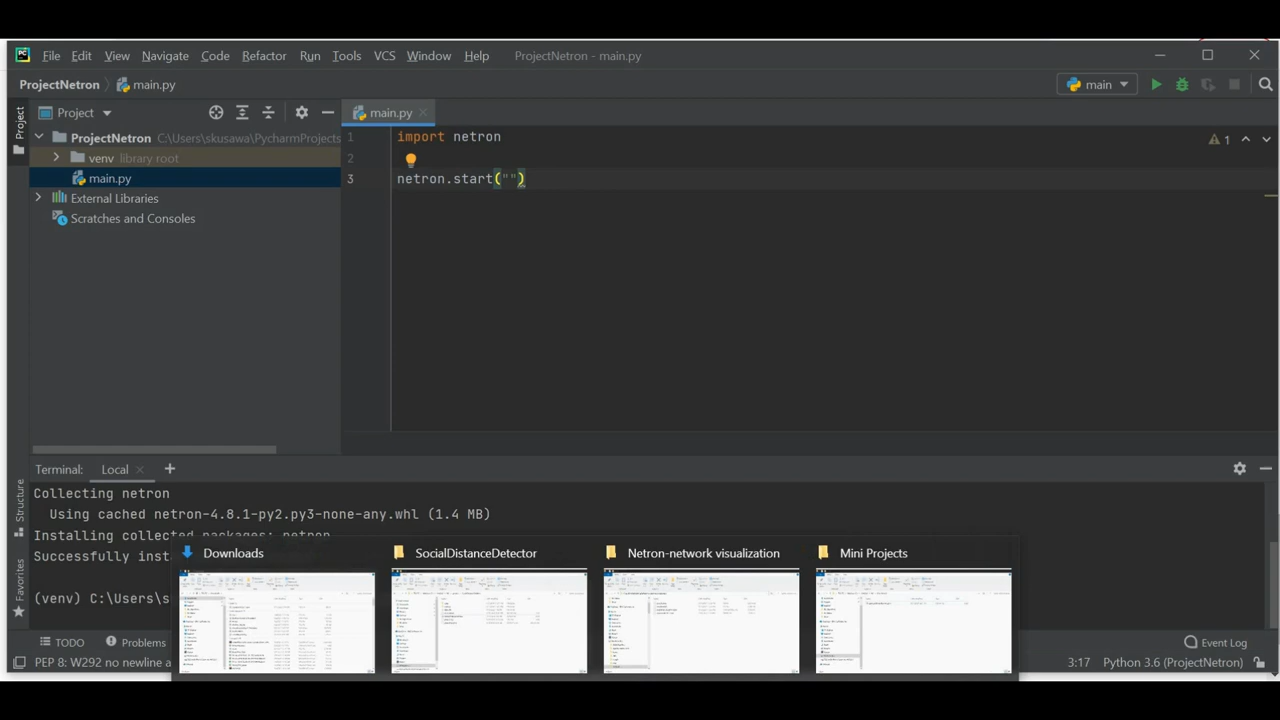 File Edit View Navigate Code Refactor Run Tools VCS Window Help ProjectNetron - main.py
ProjectNetron main.py
main
Project
Project
main.py
ProjectNetron C:\Users\skusawa\PycharmProjects
venv library root
main.py
External Libraries
Scratches and Consoles
1 import netron
2
3 netron.start("")
1
Terminal: Local
Structure
Favorites
Collecting netron
Using cached netron-4.8.1-py2.py3-none-any.whl (1.4 MB)
Installing collected packages: netron
Successfully inst
(venv) C:\Users\s
Downloads
SocialDistanceDetector
Netron-network visualization
Mini Projects
TODO Problems
Event Log
PEP 8: W292 no newline a
3:17 Python 3.6 (ProjectNetron)